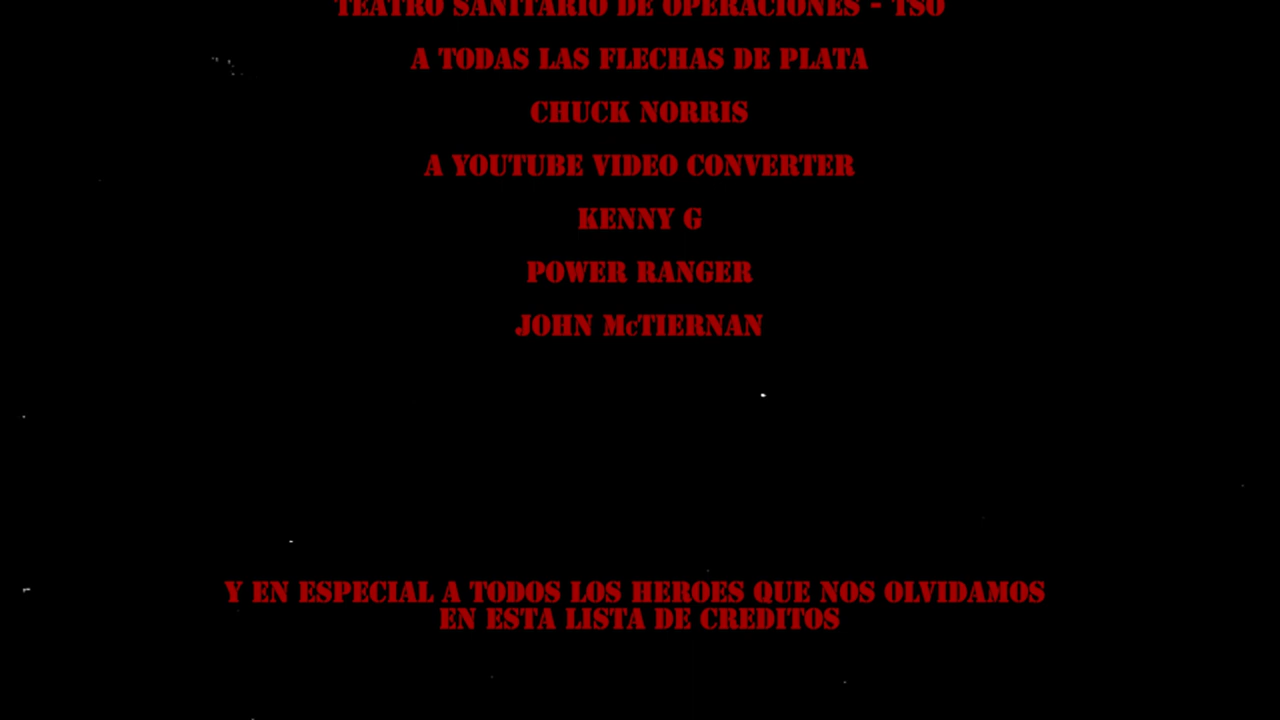 TEATRO SANITARIO DE OPERACIONES - TSO
A TODAS LAS FLECHAS DE PLATA
CHUCK NORRIS
A YOUTUBE VIDEO CONVERTER
KENNY G
POWER RANGER
JOHN McTIERNAN
Y EN ESPECIAL A TODOS LOS HEROES QUE NOS OLVIDAMOS
EN ESTA LISTA DE CREDITOS